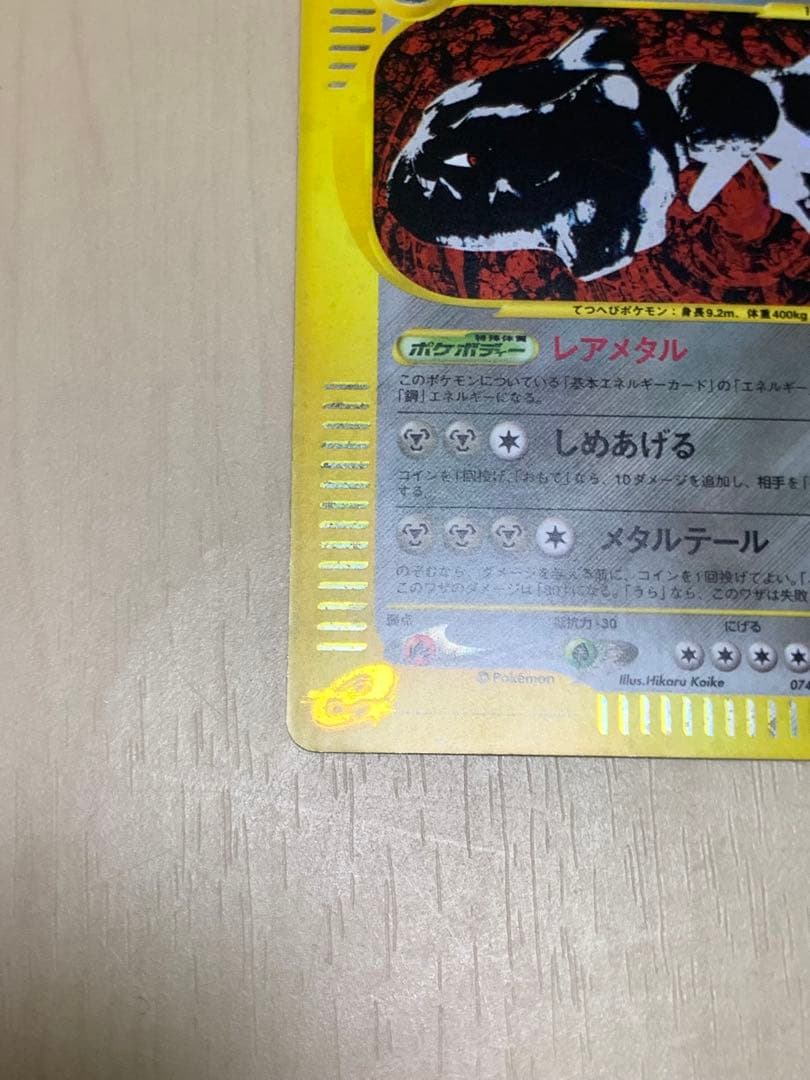 てつへびポケモン:身長9.2m、体重400kg
特殊体質
ポケボディー レアメタル
このポケモンについている「基本エネルギーカード」の「エネルギー
「鋼」エネルギーになる。
しめあげる
コインを1回投げ、「おもて」なら、10ダメージを追加し、相手を「
する。
メタルテール
のぞむなら、ダメージを与える前に、コインを1回投げてよい。「
このワザのダメージは「80」になる。「うら」なら、このワザは失敗
弱点 抵抗力 -30 にげる
©Pokémon Illus.Hikaru Koike 074